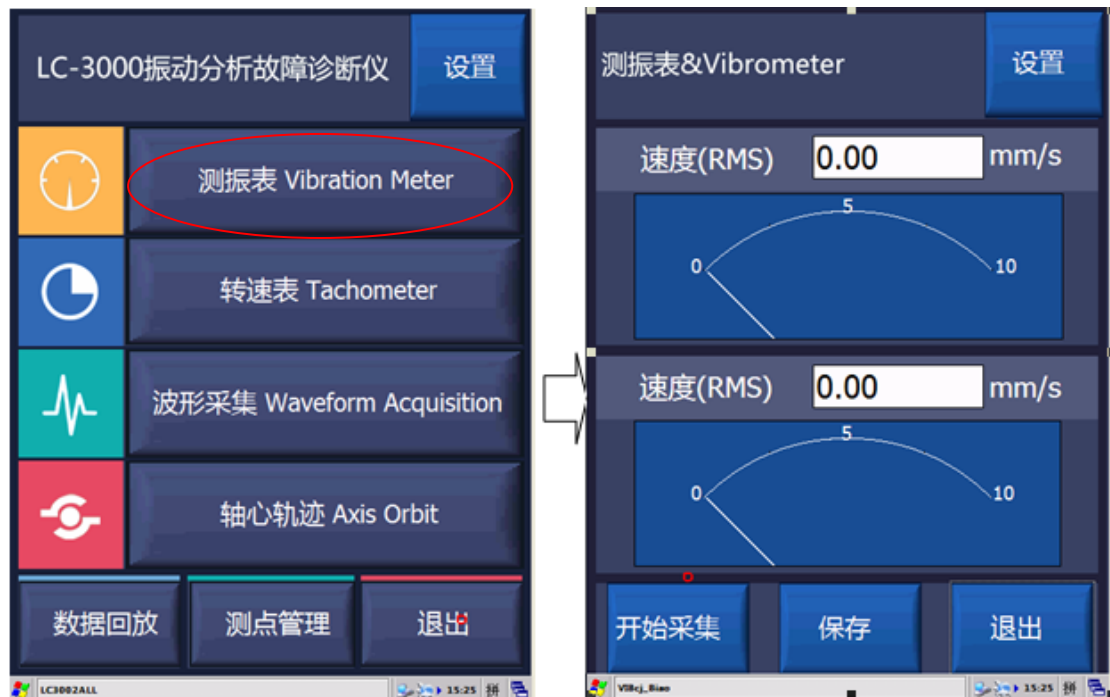 LC-3000振动分析故障诊断仪 设置
测振表 Vibration Meter
转速表 Tachometer
波形采集 Waveform Acquisition
轴心轨迹 Axis Orbit
数据回放 测点管理 退出
LC3002ALL 15:25 拼
测振表&Vibrometer 设置
速度(RMS) 0.00 mm/s
5
0 10
速度(RMS) 0.00 mm/s
5
0 10
开始采集 保存 退出
VIBcj_Biao 15:25 拼